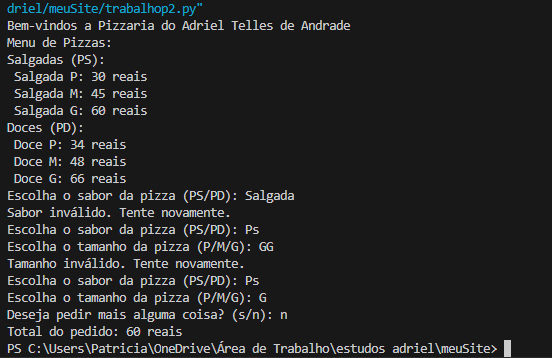 driel/meuSite/trabalhop2.py"
Bem-vindos a Pizzaria do Adriel Telles de Andrade
Menu de Pizzas:
Salgadas (PS):
 Salgada P: 30 reais
 Salgada M: 45 reais
 Salgada G: 60 reais
Doces (PD):
 Doce P: 34 reais
 Doce M: 48 reais
 Doce G: 66 reais
Escolha o sabor da pizza (PS/PD): Salgada
Sabor inválido. Tente novamente.
Escolha o sabor da pizza (PS/PD): Ps
Escolha o tamanho da pizza (P/M/G): GG
Tamanho inválido. Tente novamente.
Escolha o sabor da pizza (PS/PD): Ps
Escolha o tamanho da pizza (P/M/G): G
Deseja pedir mais alguma coisa? (s/n): n
Total do pedido: 60 reais
PS C:\Users\Patricia\OneDrive\Área de Trabalho\estudos adriel\meuSite>